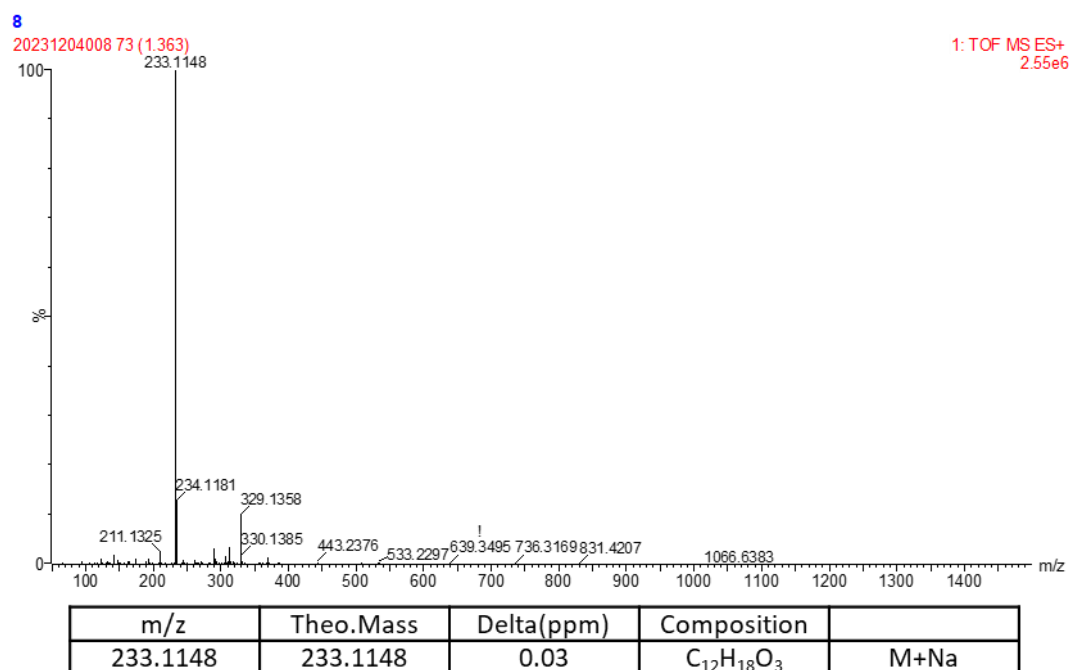 8
20231204008 73 (1.363)
1: TOF MS ES+
2.55e6
233.1148
100
%
234.1181
329.1358
211.1325
330.1385
443.2376
533.2297
!
639.3495
736.3169
831.4207
1066.6383
0
m/z
100 200 300 400 500 600 700 800 900 1000 1100 1200 1300 1400
m/z Theo.Mass Delta(ppm) Composition
233.1148 233.1148 0.03 C₁₂H₁₈O₃ M+Na